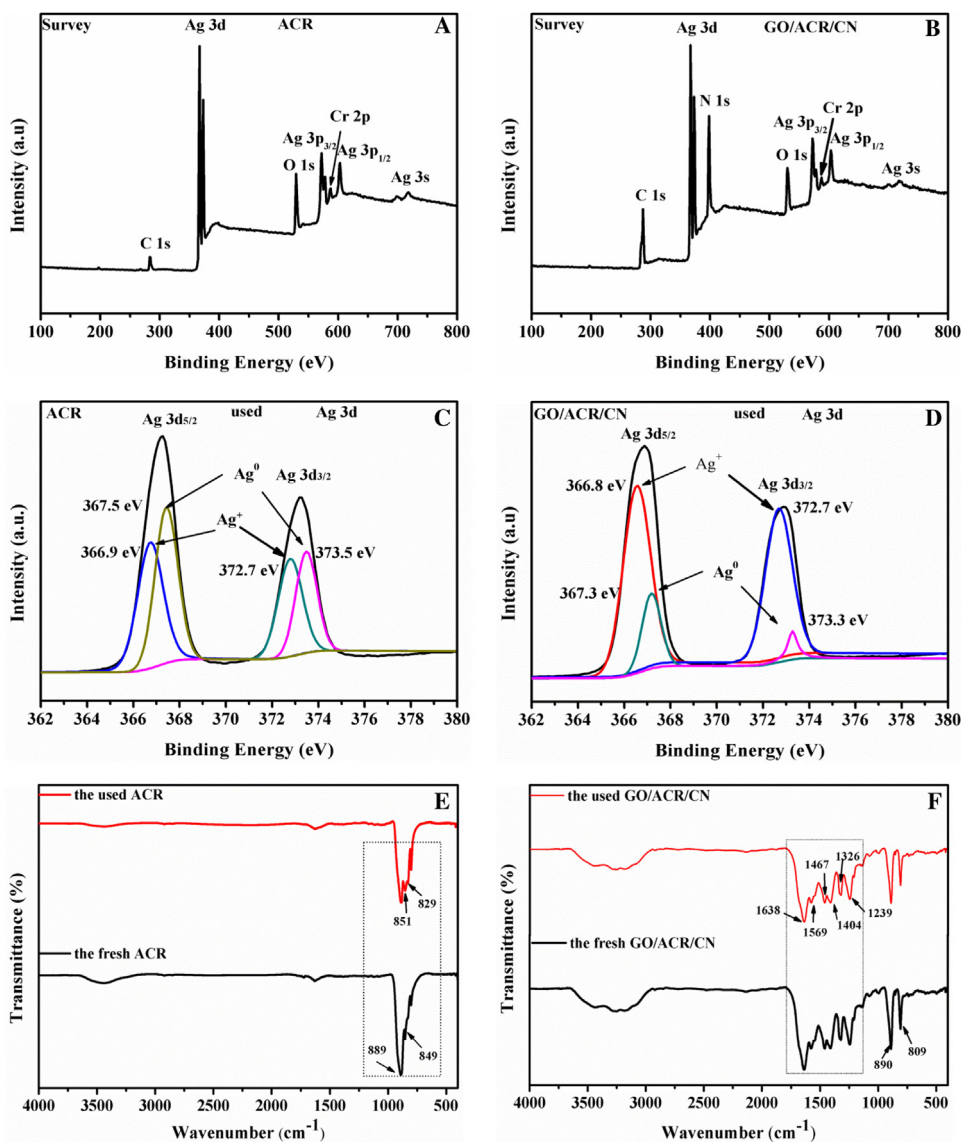 Survey Ag 3d ACR A
Cr 2p
Ag 3p3/2
Ag 3p1/2
O 1s
Ag 3s
C 1s
Intensity (a.u)
100 200 300 400 500 600 700 800
Binding Energy (eV)
Survey Ag 3d GO/ACR/CN B
N 1s
Cr 2p
Ag 3p3/2
Ag 3p1/2
O 1s
Ag 3s
C 1s
Intensity (a.u)
100 200 300 400 500 600 700 800
Binding Energy (eV)
ACR used Ag 3d C
Ag 3d5/2
Ag0
Ag 3d3/2
367.5 eV
Ag+
366.9 eV
372.7 eV
373.5 eV
Intensity (a.u.)
362 364 366 368 370 372 374 376 378 380
Binding Energy (eV)
GO/ACR/CN used Ag 3d D
Ag 3d5/2
Ag+
Ag 3d3/2
366.8 eV
372.7 eV
367.3 eV
Ag0
373.3 eV
Intensity (a.u.)
362 364 366 368 370 372 374 376 378 380
Binding Energy (eV)
the used ACR E
829
851
the fresh ACR
889
849
Transmittance (%)
4000 3500 3000 2500 2000 1500 1000 500
Wavenumber (cm-1)
the used GO/ACR/CN F
1467 1326
1638 1569 1404 1239
the fresh GO/ACR/CN
890 809
Transmittance (%)
4000 3500 3000 2500 2000 1500 1000 500
Wavenumber (cm-1)